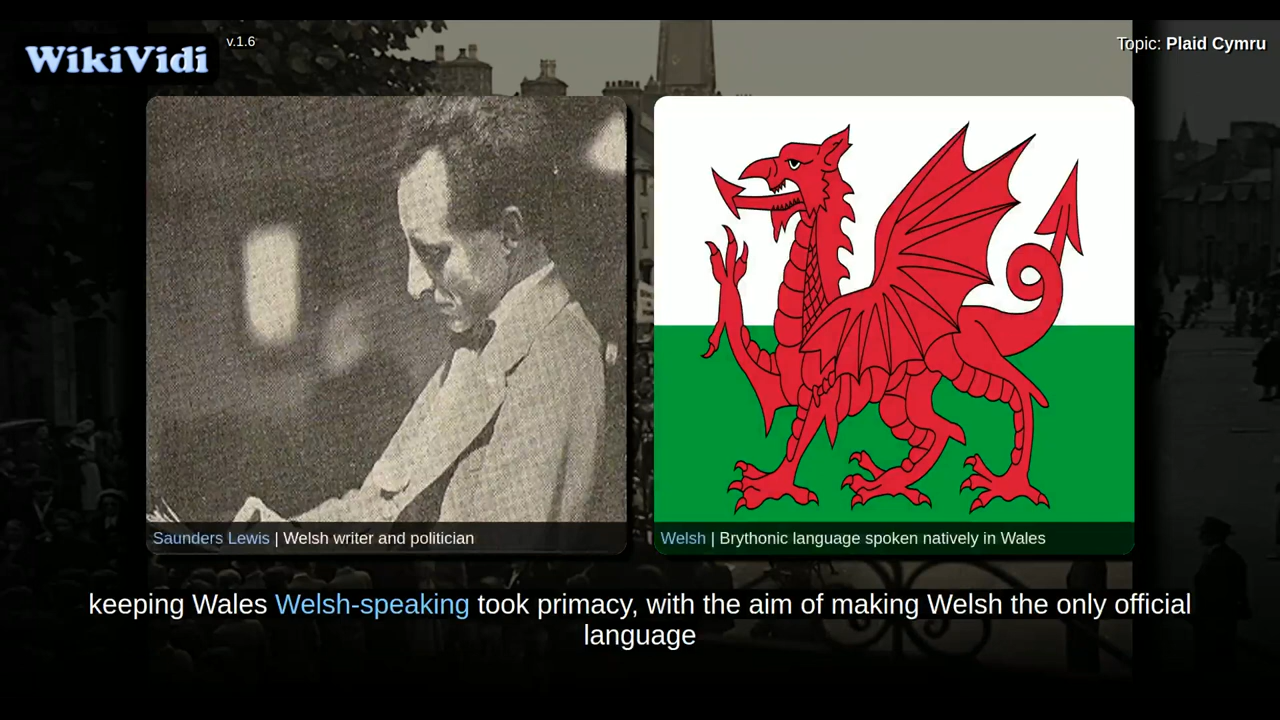 WikiVidi
v.1.6
Topic: Plaid Cymru
Saunders Lewis | Welsh writer and politician
Welsh | Brythonic language spoken natively in Wales
keeping Wales Welsh-speaking took primacy, with the aim of making Welsh the only official
language